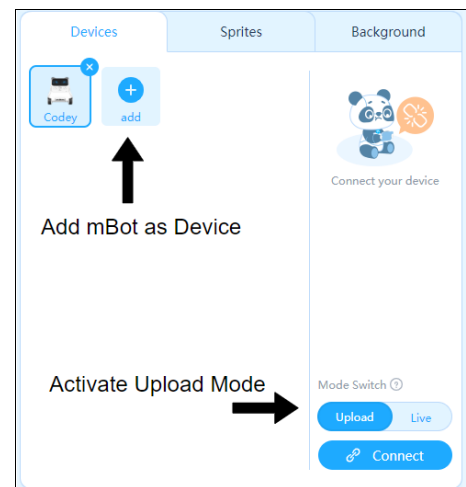 Devices Sprites Background
Codey add
Connect your device
Add mBot as Device
Activate Upload Mode
Mode Switch
Upload Live
Connect